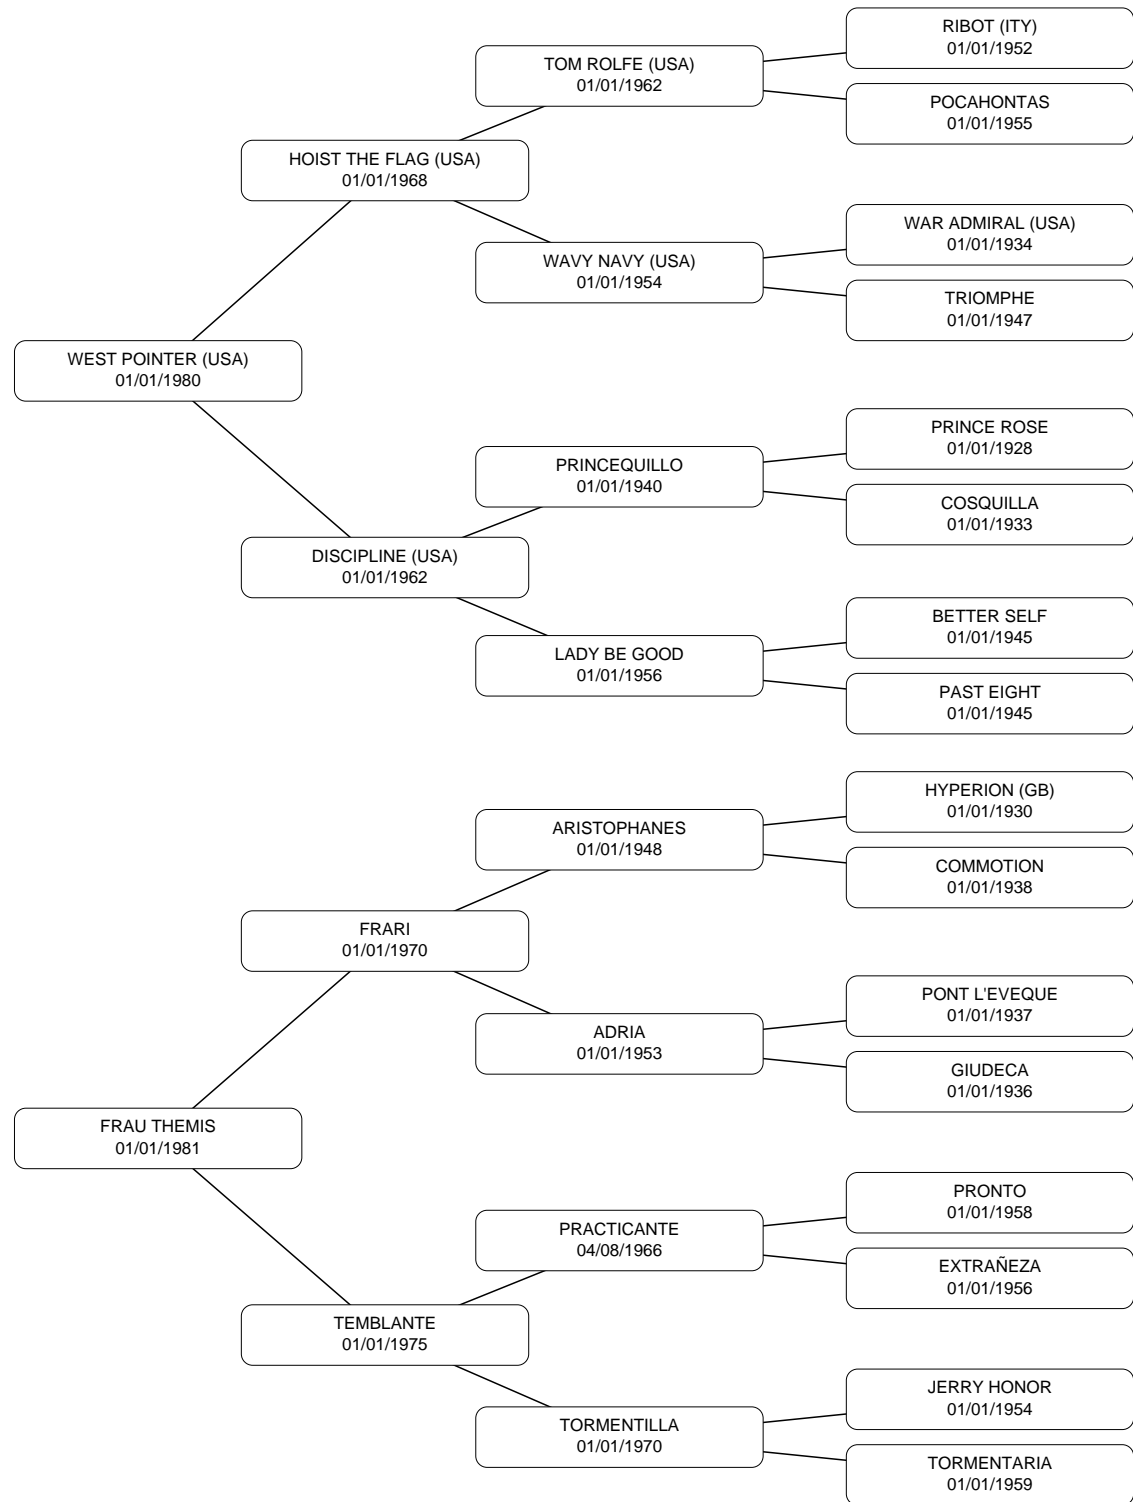 RIBOT (ITY)
01/01/1952
TOM ROLFE (USA)
01/01/1962
POCAHONTAS
01/01/1955
HOIST THE FLAG (USA)
01/01/1968
WAR ADMIRAL (USA)
01/01/1934
WAVY NAVY (USA)
01/01/1954
TRIOMPHE
01/01/1947
WEST POINTER (USA)
01/01/1980
PRINCE ROSE
01/01/1928
PRINCEQUILLO
01/01/1940
COSQUILLA
01/01/1933
DISCIPLINE (USA)
01/01/1962
BETTER SELF
01/01/1945
LADY BE GOOD
01/01/1956
PAST EIGHT
01/01/1945
HYPERION (GB)
01/01/1930
ARISTOPHANES
01/01/1948
COMMOTION
01/01/1938
FRARI
01/01/1970
PONT L'EVEQUE
01/01/1937
ADRIA
01/01/1953
GIUDECA
01/01/1936
FRAU THEMIS
01/01/1981
PRONTO
01/01/1958
PRACTICANTE
04/08/1966
EXTRAÑEZA
01/01/1956
TEMBLANTE
01/01/1975
JERRY HONOR
01/01/1954
TORMENTILLA
01/01/1970
TORMENTARIA
01/01/1959